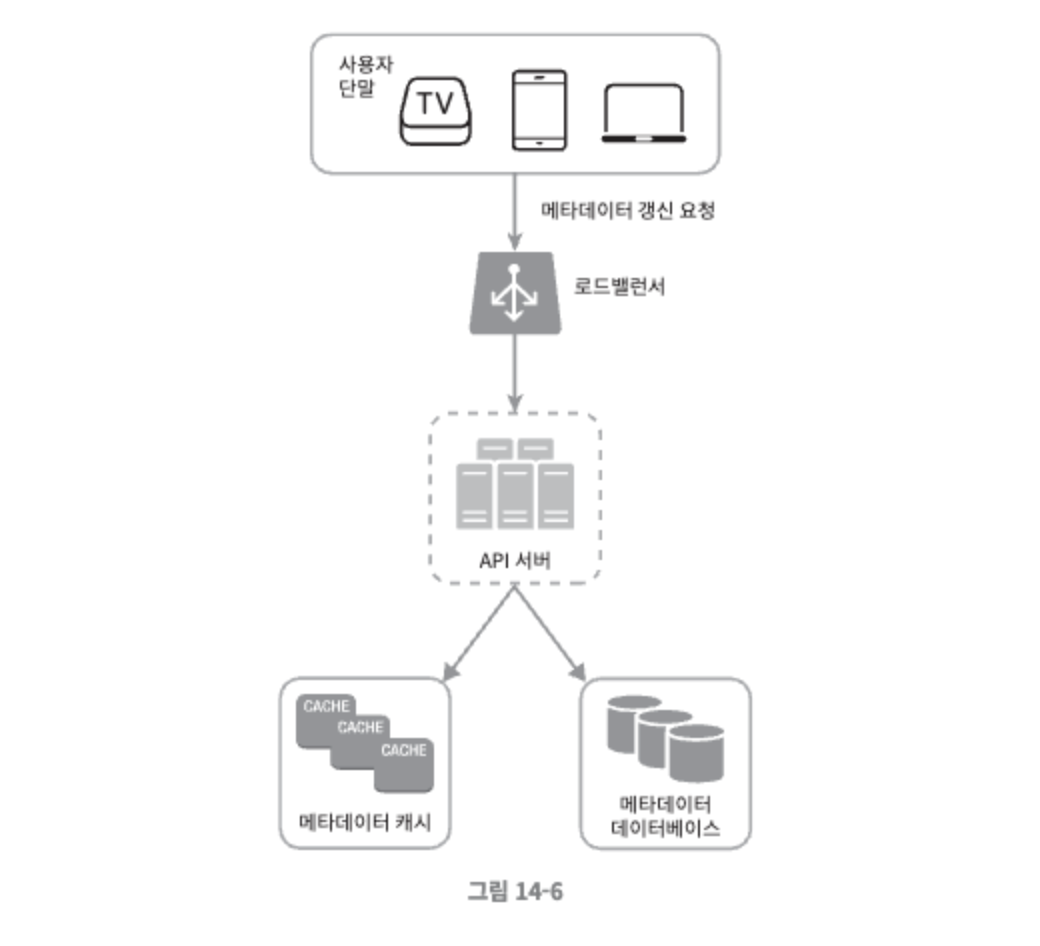 사용자
단말
TV
메타데이터 갱신 요청
로드밸런서
API 서버
CACHE
CACHE
CACHE
메타데이터 캐시
메타데이터
데이터베이스
그림 14-6